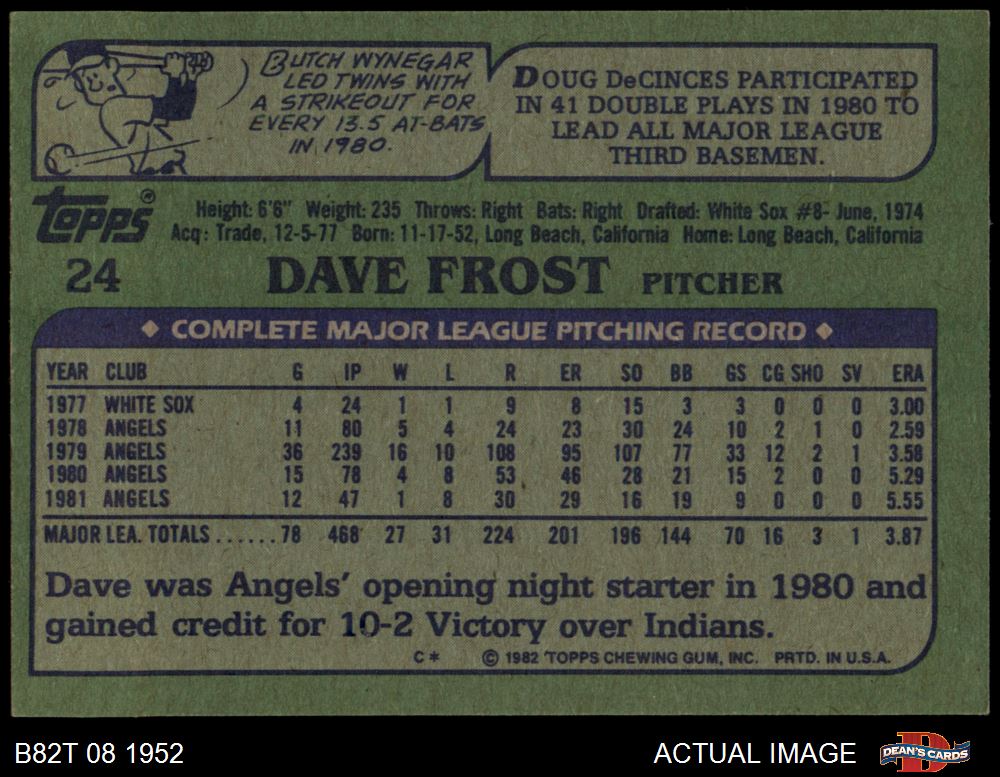 BUTCH WYNEGAR
LED TWINS WITH
A STRIKEOUT FOR
EVERY 13.5 AT-BATS
IN 1980.
DOUG DeCINCES PARTICIPATED
IN 41 DOUBLE PLAYS IN 1980 TO
LEAD ALL MAJOR LEAGUE
THIRD BASEMEN.
Topps®
Height: 6'6" Weight: 235 Throws: Right Bats: Right Drafted: White Sox #8- June, 1974
Acq: Trade, 12-5-77 Born: 11-17-52, Long Beach, California Home: Long Beach, California
24 DAVE FROST PITCHER
◆ COMPLETE MAJOR LEAGUE PITCHING RECORD ◆
YEAR CLUB G IP W L R ER SO BB GS CG SHO SV ERA
1977 WHITE SOX 4 24 1 1 9 8 15 3 3 0 0 0 3.00
1978 ANGELS 11 80 5 4 24 23 30 24 10 2 1 0 2.59
1979 ANGELS 36 239 16 10 108 95 107 77 33 12 2 1 3.58
1980 ANGELS 15 78 4 8 53 46 28 21 15 2 0 0 5.29
1981 ANGELS 12 47 1 8 30 29 16 19 9 0 0 0 5.55
MAJOR LEA. TOTALS ...... 78 468 27 31 224 201 196 144 70 16 3 1 3.87
Dave was Angels' opening night starter in 1980 and
gained credit for 10-2 Victory over Indians.
C* © 1982 TOPPS CHEWING GUM, INC. PRTD. IN U.S.A.
B82T 08 1952 ACTUAL IMAGE DEAN'S CARDS